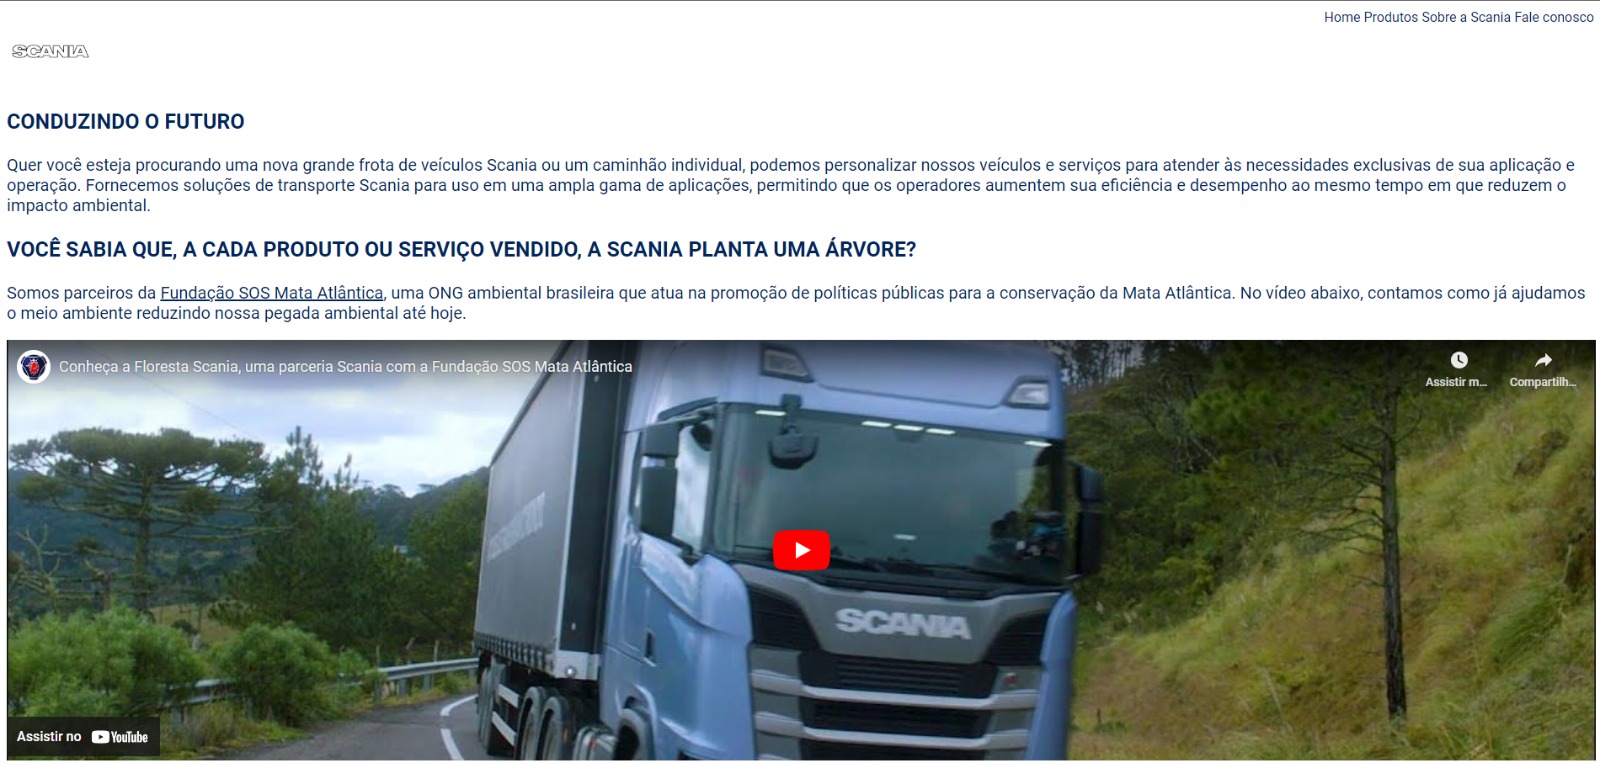 Home Produtos Sobre a Scania Fale conosco
SCANIA
CONDUZINDO O FUTURO
Quer você esteja procurando uma nova grande frota de veículos Scania ou um caminhão individual, podemos personalizar nossos veículos e serviços para atender às necessidades exclusivas de sua aplicação e
operação. Fornecemos soluções de transporte Scania para uso em uma ampla gama de aplicações, permitindo que os operadores aumentem sua eficiência e desempenho ao mesmo tempo em que reduzem o
impacto ambiental.
VOCÊ SABIA QUE, A CADA PRODUTO OU SERVIÇO VENDIDO, A SCANIA PLANTA UMA ÁRVORE?
Somos parceiros da Fundação SOS Mata Atlântica, uma ONG ambiental brasileira que atua na promoção de políticas públicas para a conservação da Mata Atlântica. No vídeo abaixo, contamos como já ajudamos
o meio ambiente reduzindo nossa pegada ambiental até hoje.
Conheça a Floresta Scania, uma parceria Scania com a Fundação SOS Mata Atlântica
Assistir m...
Compartilh...
SCANIA
Assistir no YouTube